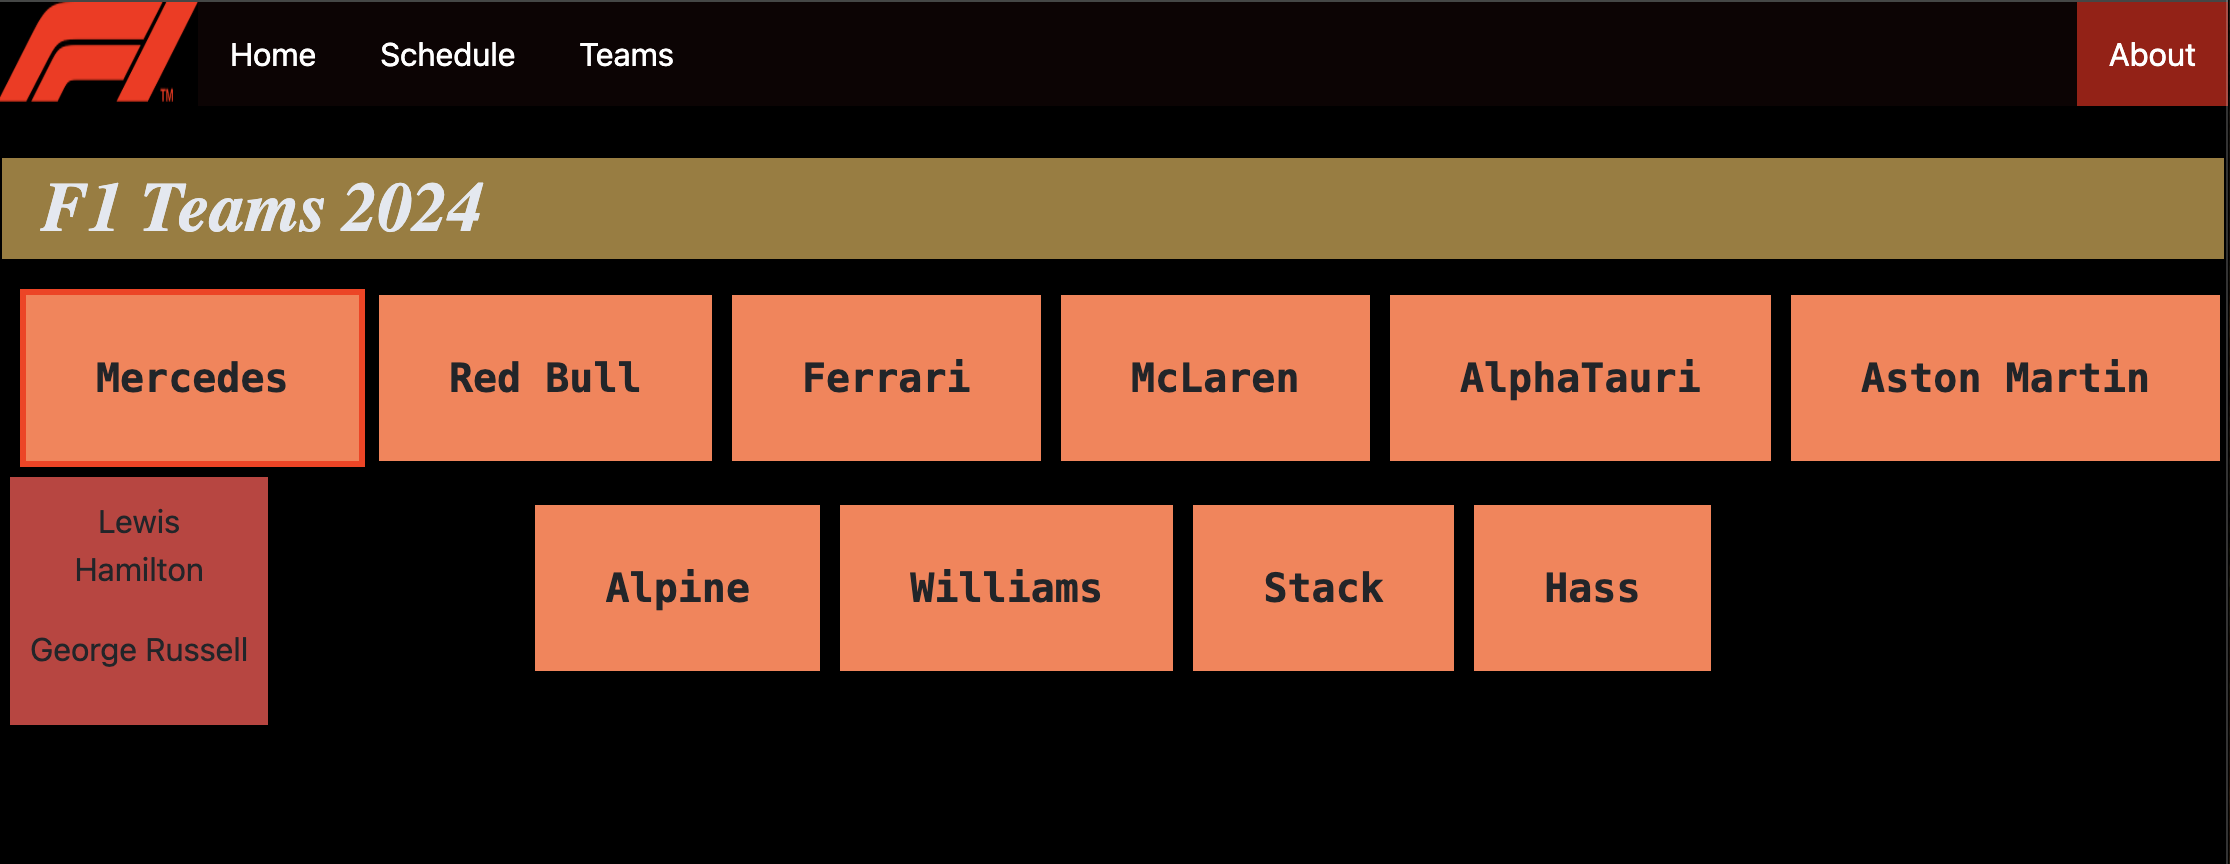 Home Schedule Teams About
TM
F1 Teams 2024
Mercedes Red Bull Ferrari McLaren AlphaTauri Aston Martin
Lewis
Hamilton
George Russell
Alpine Williams Stack Hass